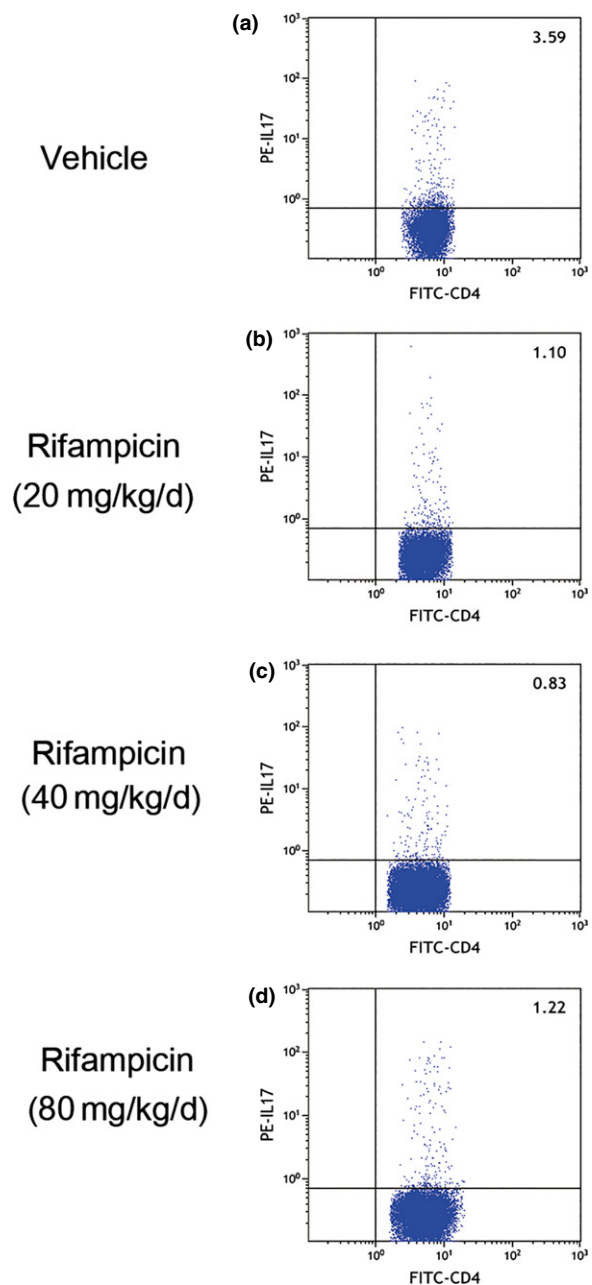 (a)
Vehicle
3.59
10³
10²
10¹
10⁰
PE-IL17
10⁰ 10¹ 10² 10³
FITC-CD4
(b)
Rifampicin
(20 mg/kg/d)
1.10
10³
10²
10¹
10⁰
PE-IL17
10⁰ 10¹ 10² 10³
FITC-CD4
(c)
Rifampicin
(40 mg/kg/d)
0.83
10³
10²
10¹
10⁰
PE-IL17
10⁰ 10¹ 10² 10³
FITC-CD4
(d)
Rifampicin
(80 mg/kg/d)
1.22
10³
10²
10¹
10⁰
PE-IL17
10⁰ 10¹ 10² 10³
FITC-CD4